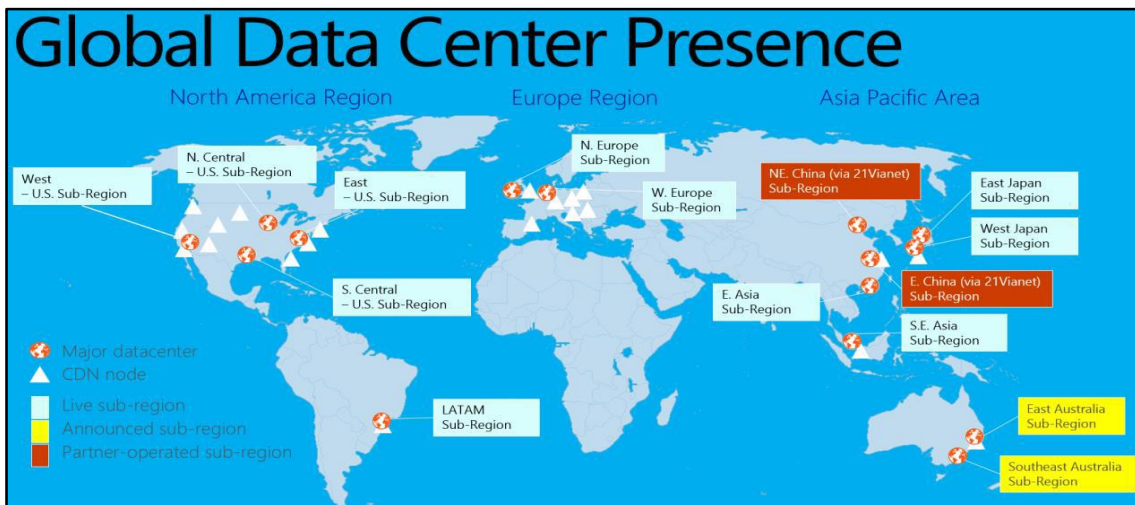 Global Data Center Presence
North America Region
Europe Region
Asia Pacific Area
N. Central
– U.S. Sub-Region
West
– U.S. Sub-Region
East
– U.S. Sub-Region
S. Central
– U.S. Sub-Region
N. Europe
Sub-Region
W. Europe
Sub-Region
NE. China (via 21Vianet)
Sub-Region
East Japan
Sub-Region
West Japan
Sub-Region
E. China (via 21Vianet)
Sub-Region
E. Asia
Sub-Region
S.E. Asia
Sub-Region
LATAM
Sub-Region
East Australia
Sub-Region
Southeast Australia
Sub-Region
Major datacenter
CDN node
Live sub-region
Announced sub-region
Partner-operated sub-region